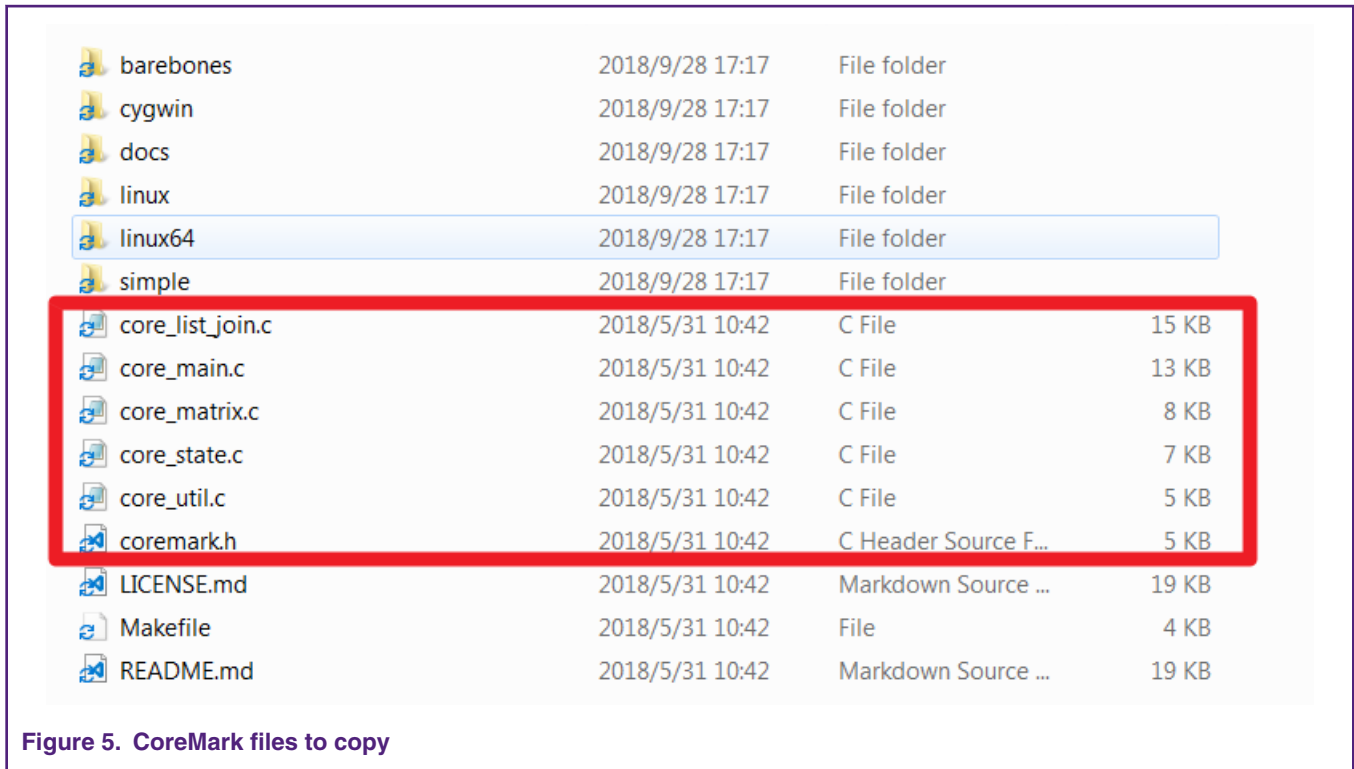 barebones 2018/9/28 17:17 File folder
cygwin 2018/9/28 17:17 File folder
docs 2018/9/28 17:17 File folder
linux 2018/9/28 17:17 File folder
linux64 2018/9/28 17:17 File folder
simple 2018/9/28 17:17 File folder
core_list_join.c 2018/5/31 10:42 C File 15 KB
core_main.c 2018/5/31 10:42 C File 13 KB
core_matrix.c 2018/5/31 10:42 C File 8 KB
core_state.c 2018/5/31 10:42 C File 7 KB
core_util.c 2018/5/31 10:42 C File 5 KB
coremark.h 2018/5/31 10:42 C Header Source F... 5 KB
LICENSE.md 2018/5/31 10:42 Markdown Source ... 19 KB
Makefile 2018/5/31 10:42 File 4 KB
README.md 2018/5/31 10:42 Markdown Source ... 19 KB
Figure 5. CoreMark files to copy